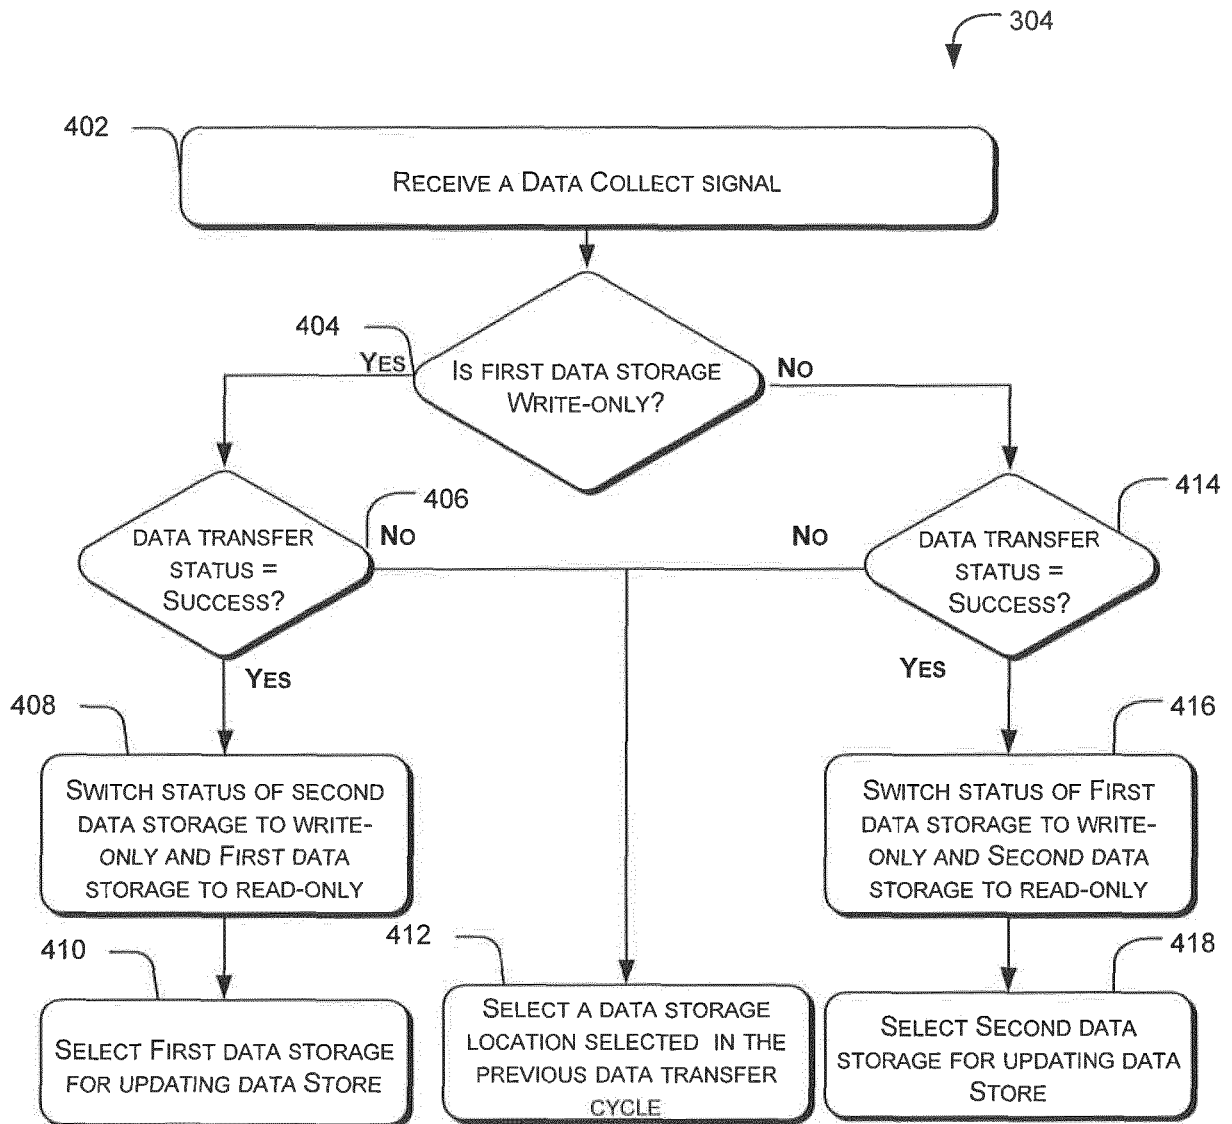 304
402
RECEIVE A DATA COLLECT SIGNAL
404
YES
IS FIRST DATA STORAGE
WRITE-ONLY?
NO
406
414
DATA TRANSFER
STATUS =
SUCCESS?
NO
NO
DATA TRANSFER
STATUS =
SUCCESS?
YES
YES
408
416
SWITCH STATUS OF SECOND
DATA STORAGE TO WRITE-
ONLY AND FIRST DATA
STORAGE TO READ-ONLY
SWITCH STATUS OF FIRST
DATA STORAGE TO WRITE-
ONLY AND SECOND DATA
STORAGE TO READ-ONLY
410
412
418
SELECT FIRST DATA STORAGE
FOR UPDATING DATA STORE
SELECT A DATA STORAGE
LOCATION SELECTED IN THE
PREVIOUS DATA TRANSFER
CYCLE
SELECT SECOND DATA
STORAGE FOR UPDATING DATA
STORE